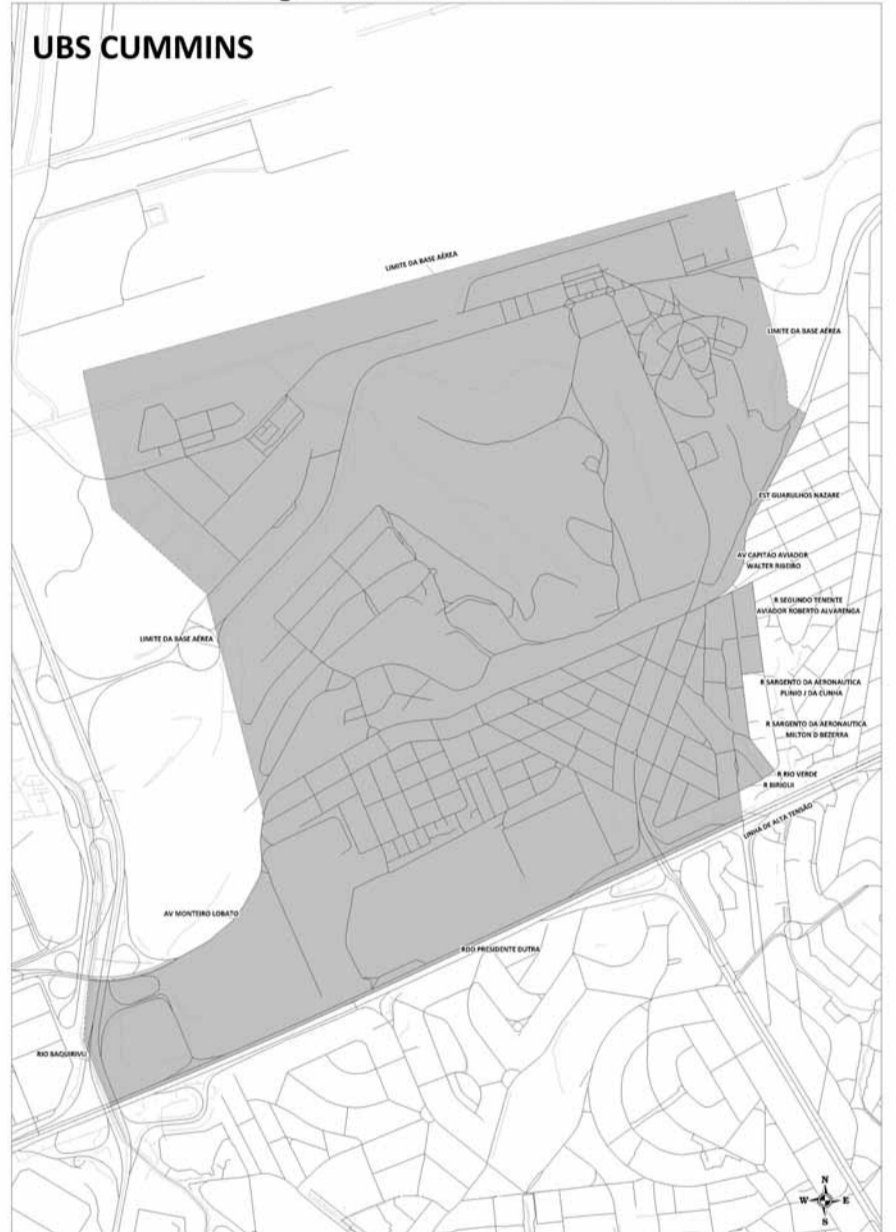 UBS CUMMINS
LIMITE DA BASE AÉREA
LIMITE DA BASE AÉREA
EST GUARULHOS NAZARE
AV CAPITAO AVIADOR
WALTER RIBEIRO
R SEGUNDO TENENTE
AVIADOR ROBERTO ALVARENGA
LIMITE DA BASE AÉREA
R SARGENTO DA AERONAUTICA
PLINIO J DA CUNHA
R SARGENTO DA AERONAUTICA
MILTON D BEZERRA
R RIO VERDE
R BIRIGUI
LINHA DE ALTA TENSÃO
AV MONTEIRO LOBATO
ROD PRESIDENTE DUTRA
RIO BAQUIRIVU
N
W E
S